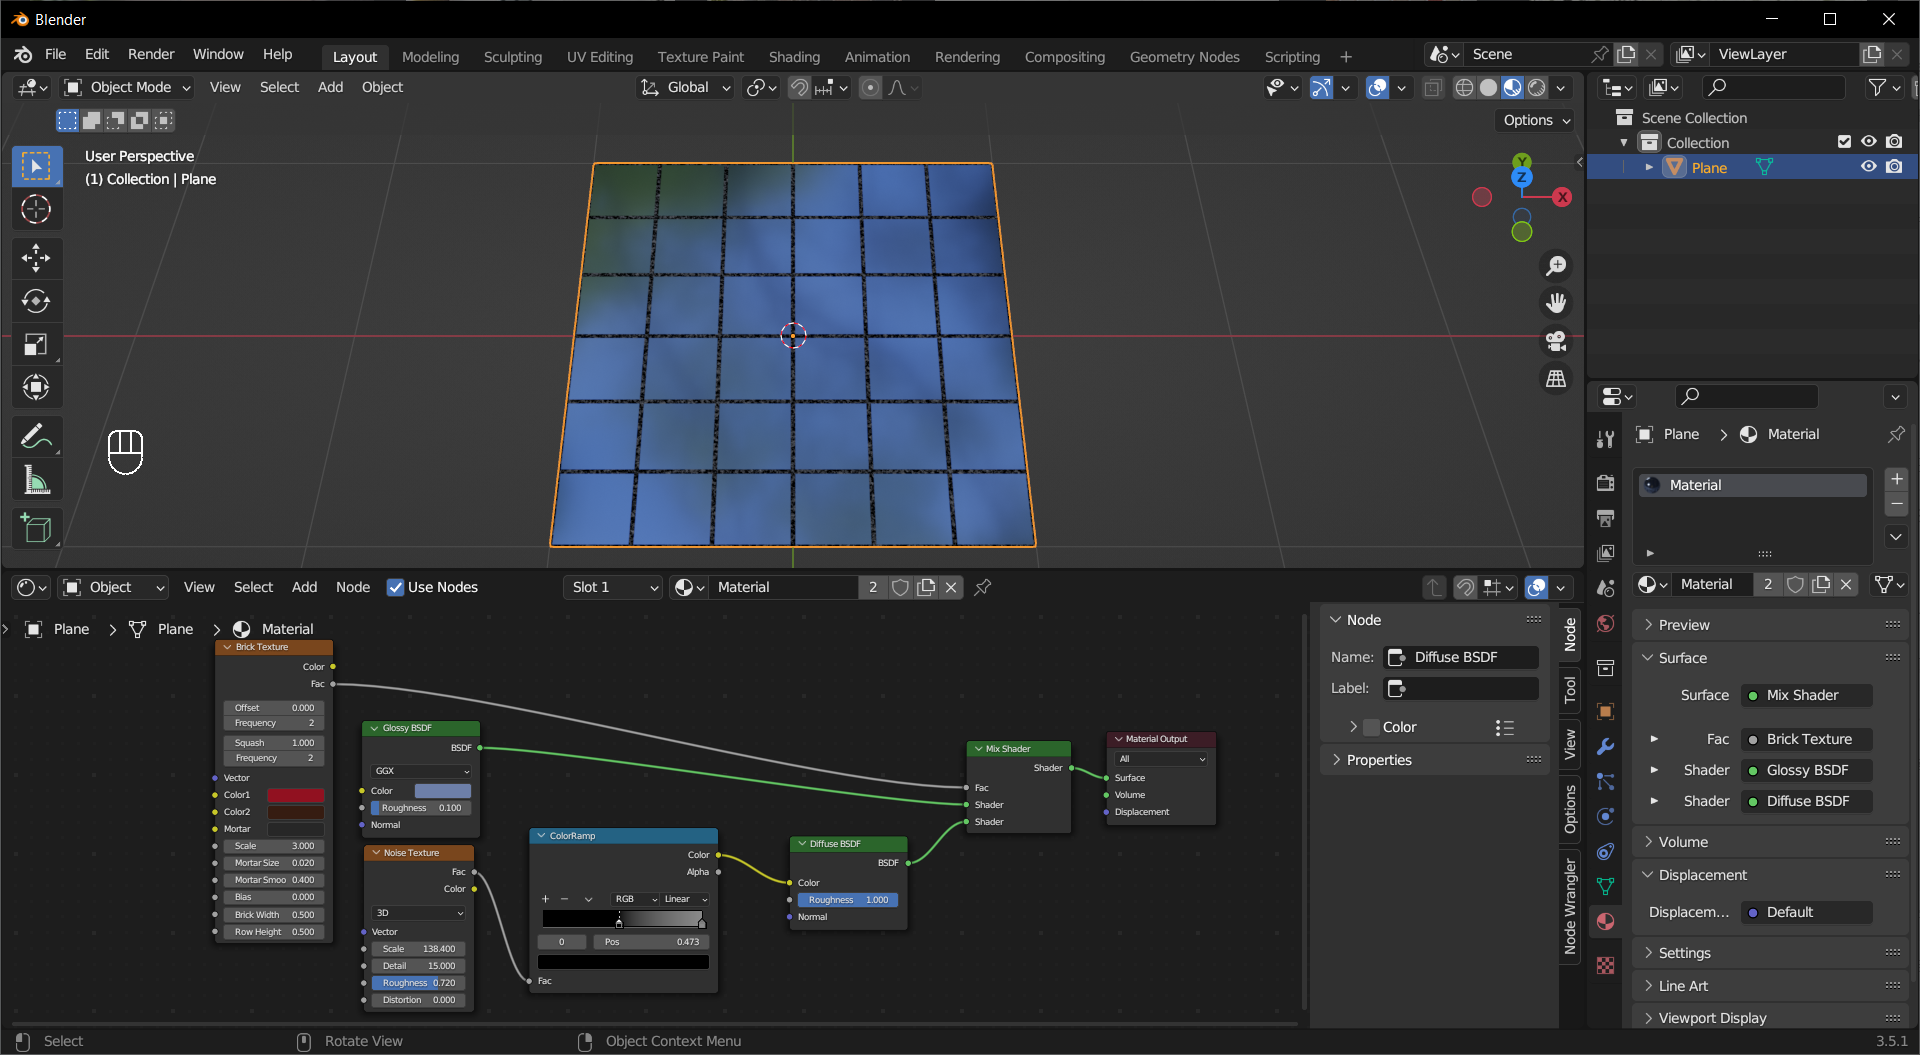 Blender
File Edit Render Window Help Layout Modeling Sculpting UV Editing Texture Paint Shading Animation Rendering Compositing Geometry Nodes Scripting + Scene ViewLayer
Object Mode View Select Add Object Global
Options
User Perspective
(1) Collection | Plane
Y
Z
X
Scene Collection
Collection
Plane
Plane > Material
Material
Material 2
Preview
Surface
Surface Mix Shader
Fac Brick Texture
Shader Glossy BSDF
Shader Diffuse BSDF
Volume
Displacement
Displacem... Default
Settings
Line Art
Viewport Display
Object View Select Add Node Use Nodes Slot 1 Material 2
Plane > Plane > Material
Brick Texture
Color
Fac
Offset 0.000
Frequency 2
Squash 1.000
Frequency 2
Vector
Color1
Color2
Mortar
Scale 3.000
Mortar Size 0.020
Mortar Smoo 0.400
Bias 0.000
Brick Width 0.500
Row Height 0.500
Glossy BSDF
BSDF
GGX
Color
Roughness 0.100
Normal
Noise Texture
Fac
Color
3D
Vector
Scale 138.400
Detail 15.000
Roughness 0.720
Distortion 0.000
ColorRamp
Color
Alpha
+ − RGB Linear
0 Pos 0.473
Fac
Diffuse BSDF
BSDF
Color
Roughness 1.000
Normal
Mix Shader
Shader
Fac
Shader
Shader
Material Output
All
Surface
Volume
Displacement
Node
Name: Diffuse BSDF
Label:
Color
Properties
Node
Tool
View
Options
Node Wrangler
Select Rotate View Object Context Menu 3.5.1